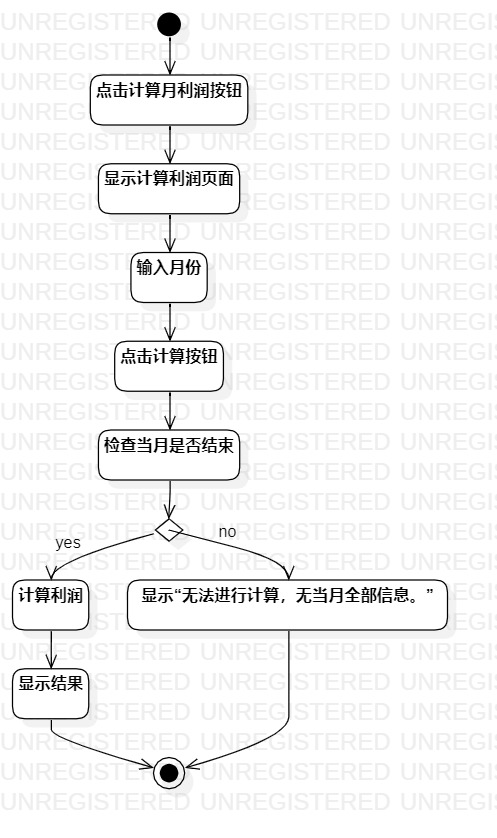 点击计算月利润按钮
显示计算利润页面
输入月份
点击计算按钮
检查当月是否结束
yes
no
计算利润
显示“无法进行计算，无当月全部信息。”
显示结果
UNREGISTERED